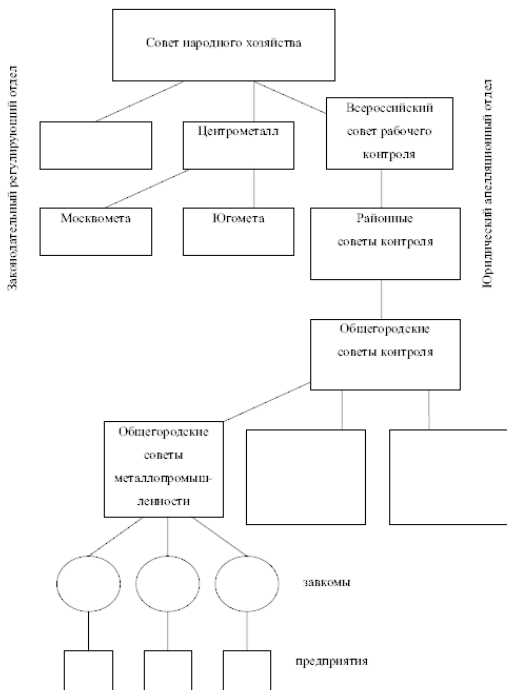 Совет народного хозяйства
Законодательный регулирующий отдел
Юридический апелляционный отдел
Центрометалл
Всероссийский
совет рабочего
контроля
Москвомета
Югомета
Районные
советы контроля
Общегородские
советы контроля
Общегородские
советы
металлопромыш-
ленности
завкомы
предприятия